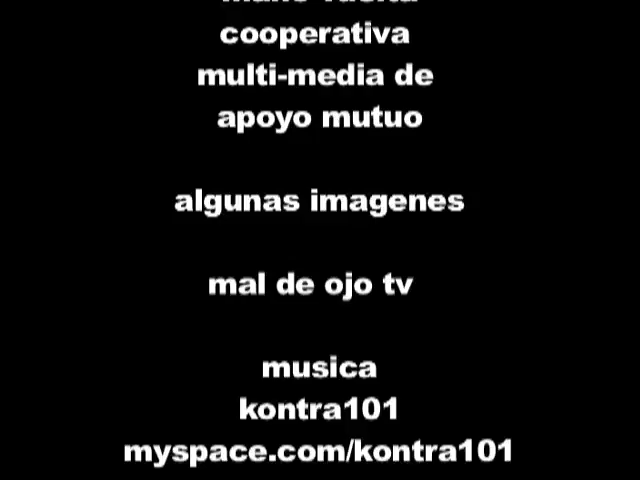 cooperativa
multi-media de
apoyo mutuo
algunas imagenes
mal de ojo tv
musica
kontra101
myspace.com/kontra101